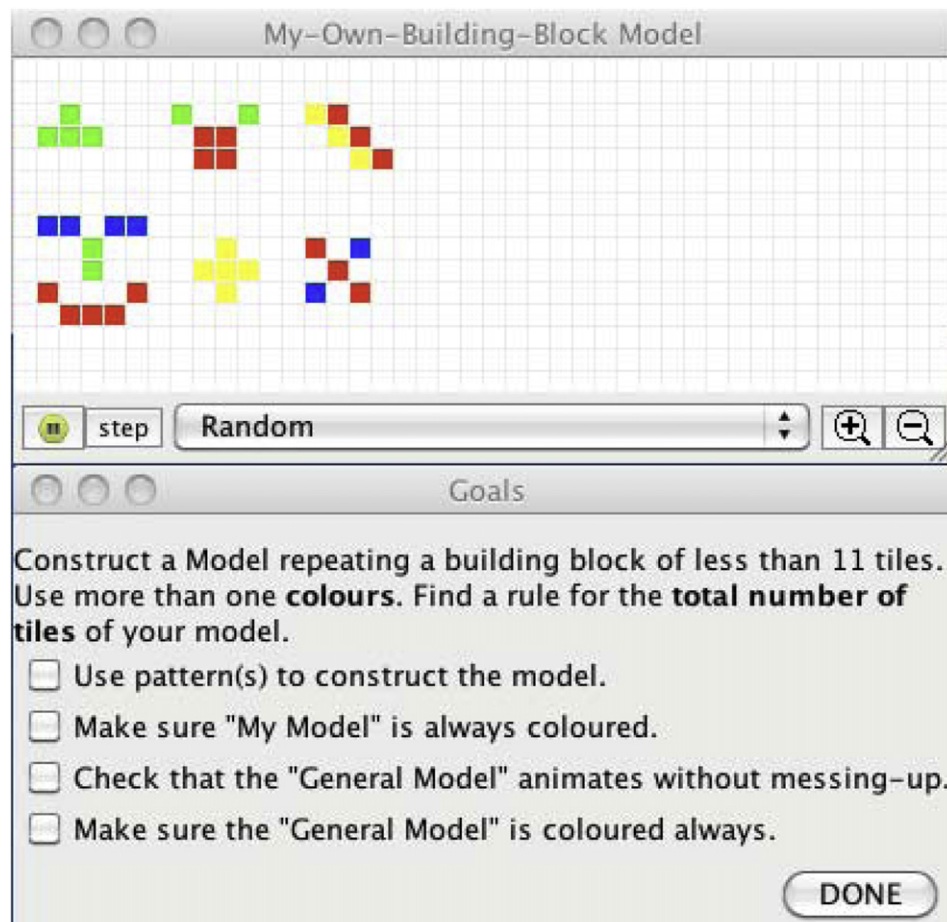 My-Own-Building-Block Model
step
Random
Goals
Construct a Model repeating a building block of less than 11 tiles.
Use more than one colours. Find a rule for the total number of
tiles of your model.
Use pattern(s) to construct the model.
Make sure "My Model" is always coloured.
Check that the "General Model" animates without messing-up.
Make sure the "General Model" is coloured always.
DONE